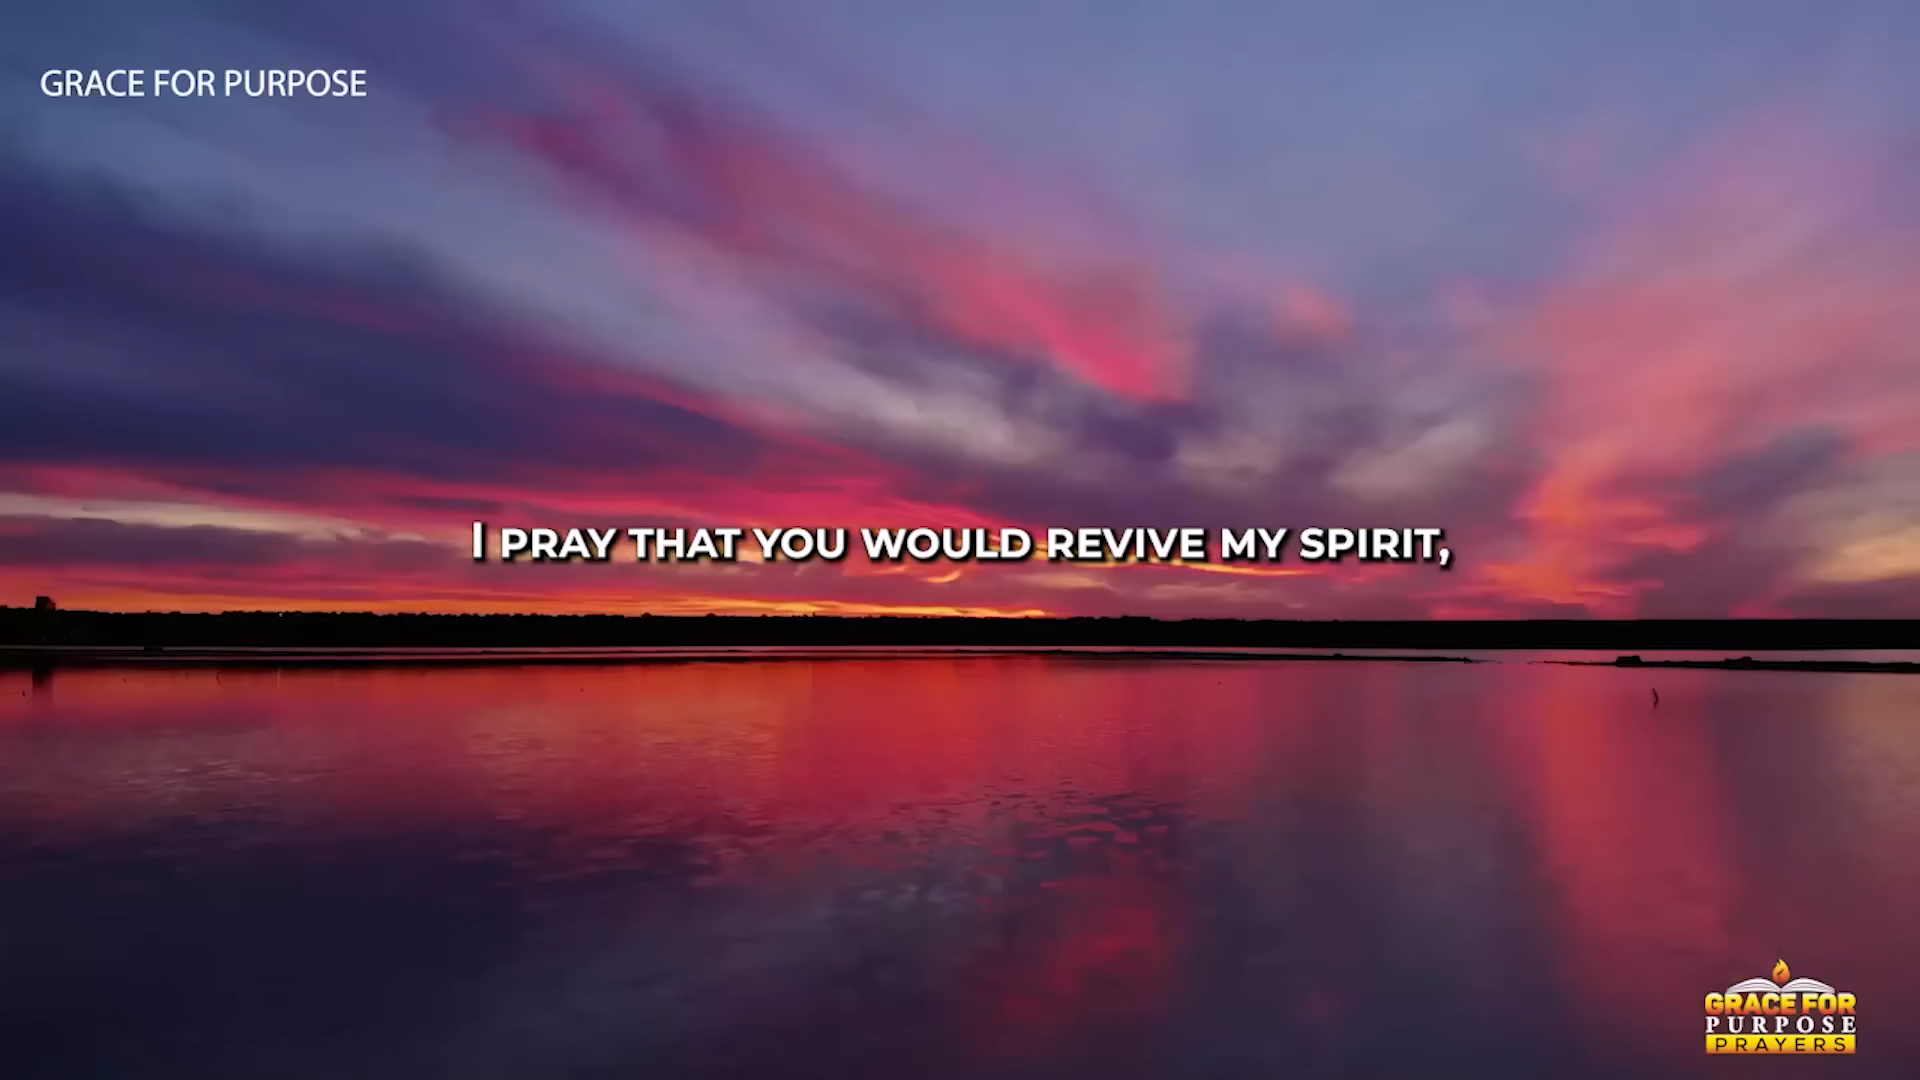 GRACE FOR PURPOSE
I PRAY THAT YOU WOULD REVIVE MY SPIRIT,
GRACE FOR
PURPOSE
PRAYERS